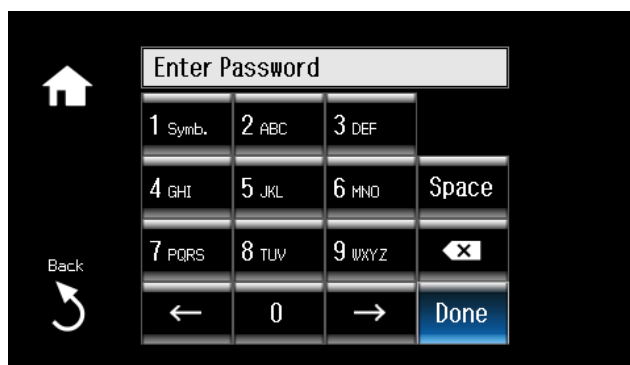 Enter Password
1 Symb. 2 ABC 3 DEF
4 GHI 5 JKL 6 MNO Space
7 PQRS 8 TUV 9 WXYZ
Back
← 0 → Done